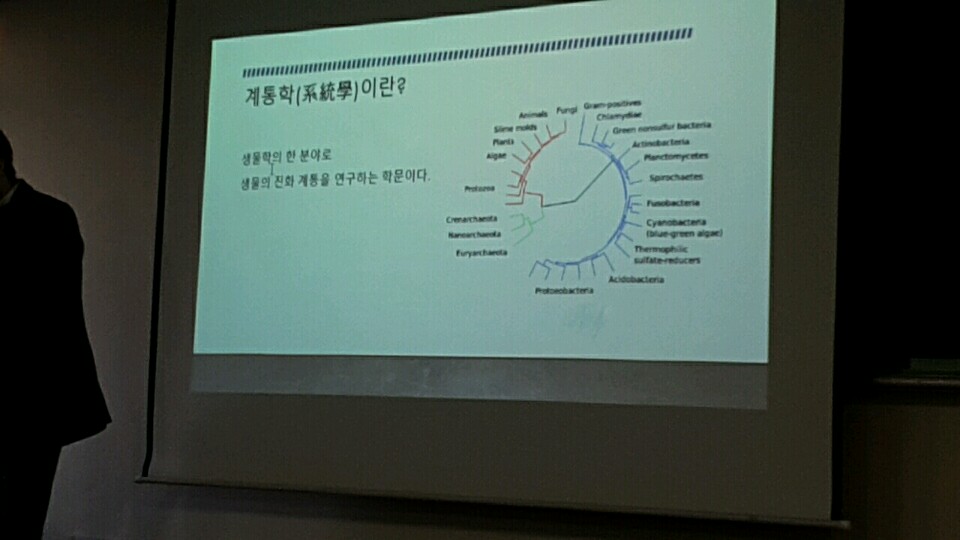 계통학(系統學)이란?
생물학의 한 분야로
생물의 진화 계통을 연구하는 학문이다.
Fungi
Animals
Slime molds
Plants
Algae
Protozoa
Crenarchaeota
Nanoarchaeota
Euryarchaeota
Gram-positives
Chlamydiae
Green nonsulfur bacteria
Actinobacteria
Planctomycetes
Spirochaetes
Fusobacteria
Cyanobacteria
(blue-green algae)
Thermophilic
sulfate-reducers
Acidobacteria
Protoeobacteria